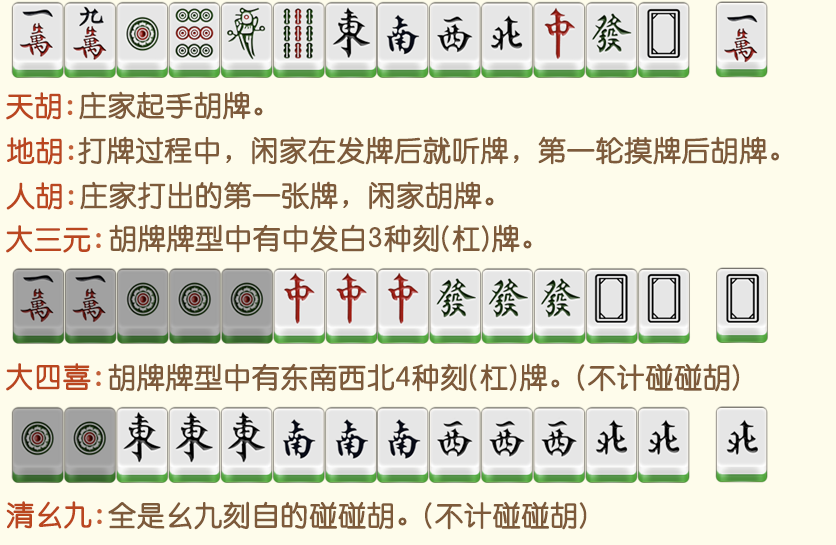 一萬 九萬 東 南 西 北 中 發 一萬
天胡:庄家起手胡牌。
地胡:打牌过程中，闲家在发牌后就听牌，第一轮摸牌后胡牌。
人胡:庄家打出的第一张牌，闲家胡牌。
大三元:胡牌牌型中有中发白3种刻(杠)牌。
一萬 一萬 中 中 中 發 發 發
大四喜:胡牌牌型中有东南西北4种刻(杠)牌。(不计碰碰胡)
東 東 東 南 南 南 西 西 西 北 北 北
清幺九:全是幺九刻自的碰碰胡。(不计碰碰胡)